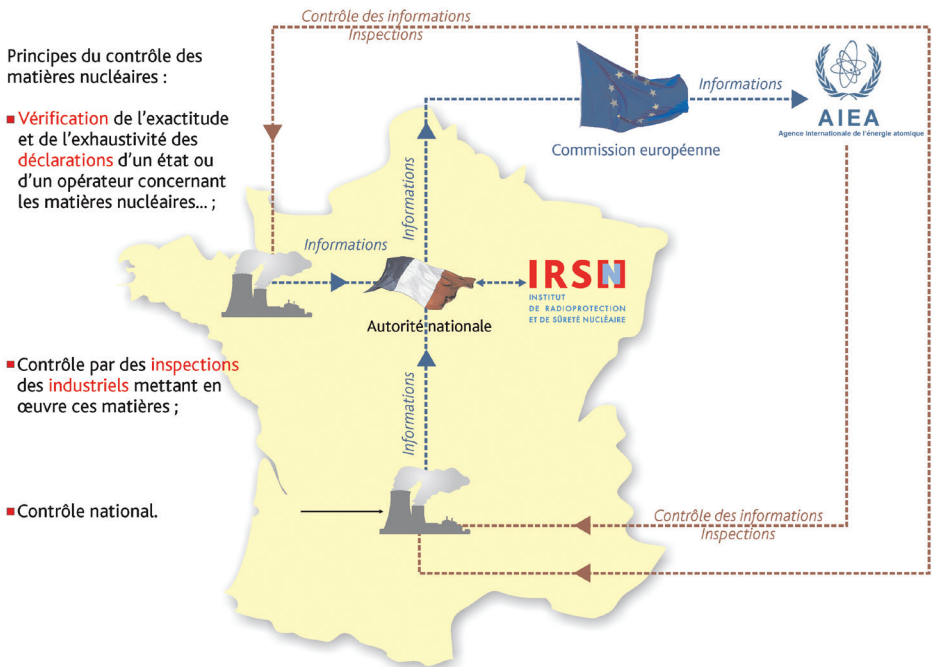 Contrôle des informations
Inspections
Principes du contrôle des
matières nucléaires :
■ Vérification de l'exactitude
et de l'exhaustivité des
déclarations d'un état ou
d'un opérateur concernant
les matières nucléaires... ;
Informations
Commission européenne
Informations
AIEA
Agence Internationale de l'énergie atomique
Informations
Autorité nationale
IRSN
INSTITUT
DE RADIOPROTECTION
ET DE SÛRETÉ NUCLÉAIRE
■ Contrôle par des inspections
des industriels mettant en
œuvre ces matières ;
Informations
■ Contrôle national.
Contrôle des informations
Inspections